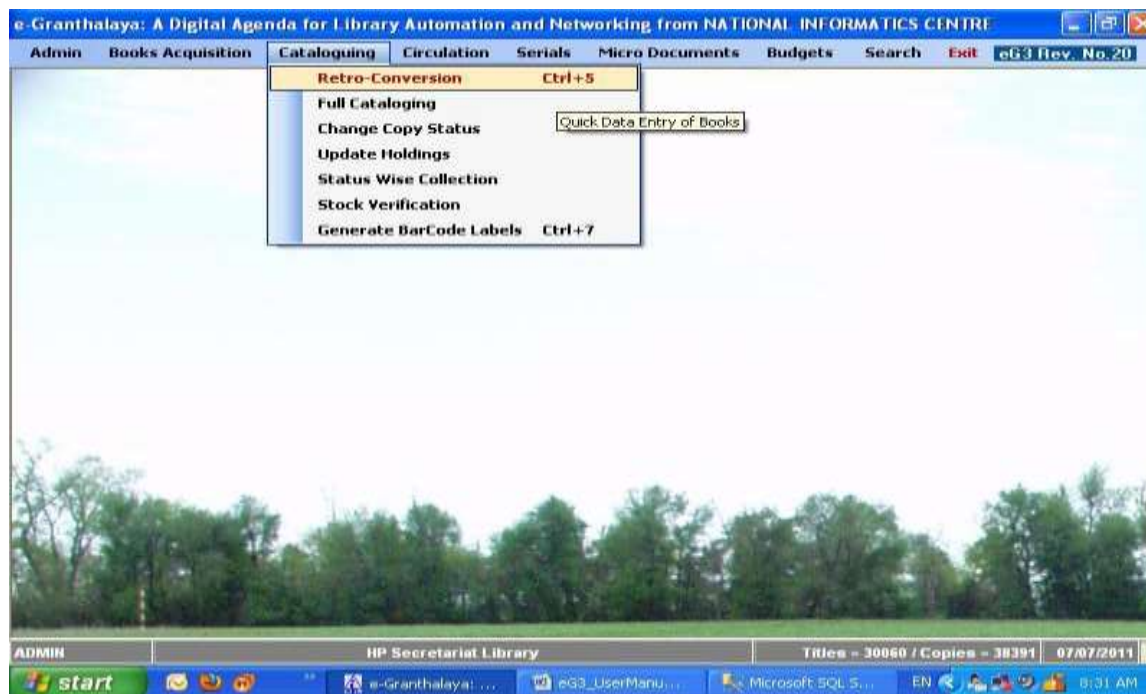 e-Granthalaya: A Digital Agenda for Library Automation and Networking from NATIONAL INFORMATICS CENTRE
Admin Books Acquisition Cataloguing Circulation Serials Micro Documents Budgets Search Exit eG3 Rev. No.20
Retro-Conversion Ctrl+5
Full Cataloging
Quick Data Entry of Books
Change Copy Status
Update Holdings
Status Wise Collection
Stock Verification
Generate BarCode Labels Ctrl+7
ADMIN HP Secretariat Library Titles = 30060 / Copies = 38391 07/07/2011
start e-Granthalaya: ... eG3_UserManu... Microsoft SQL S... EN 8:31 AM